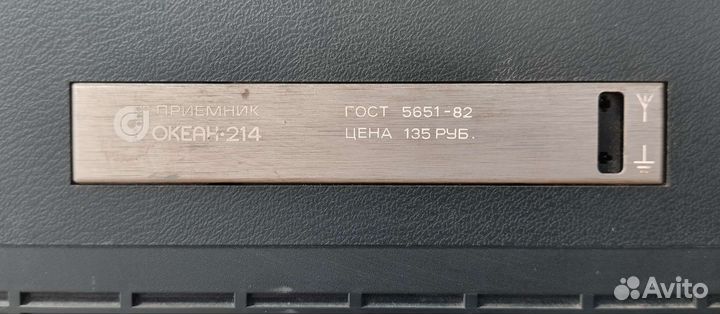 ПРИЕМНИК
ОКЕАН·214
ГОСТ 5651-82
ЦЕНА 135 РУБ.
Avito